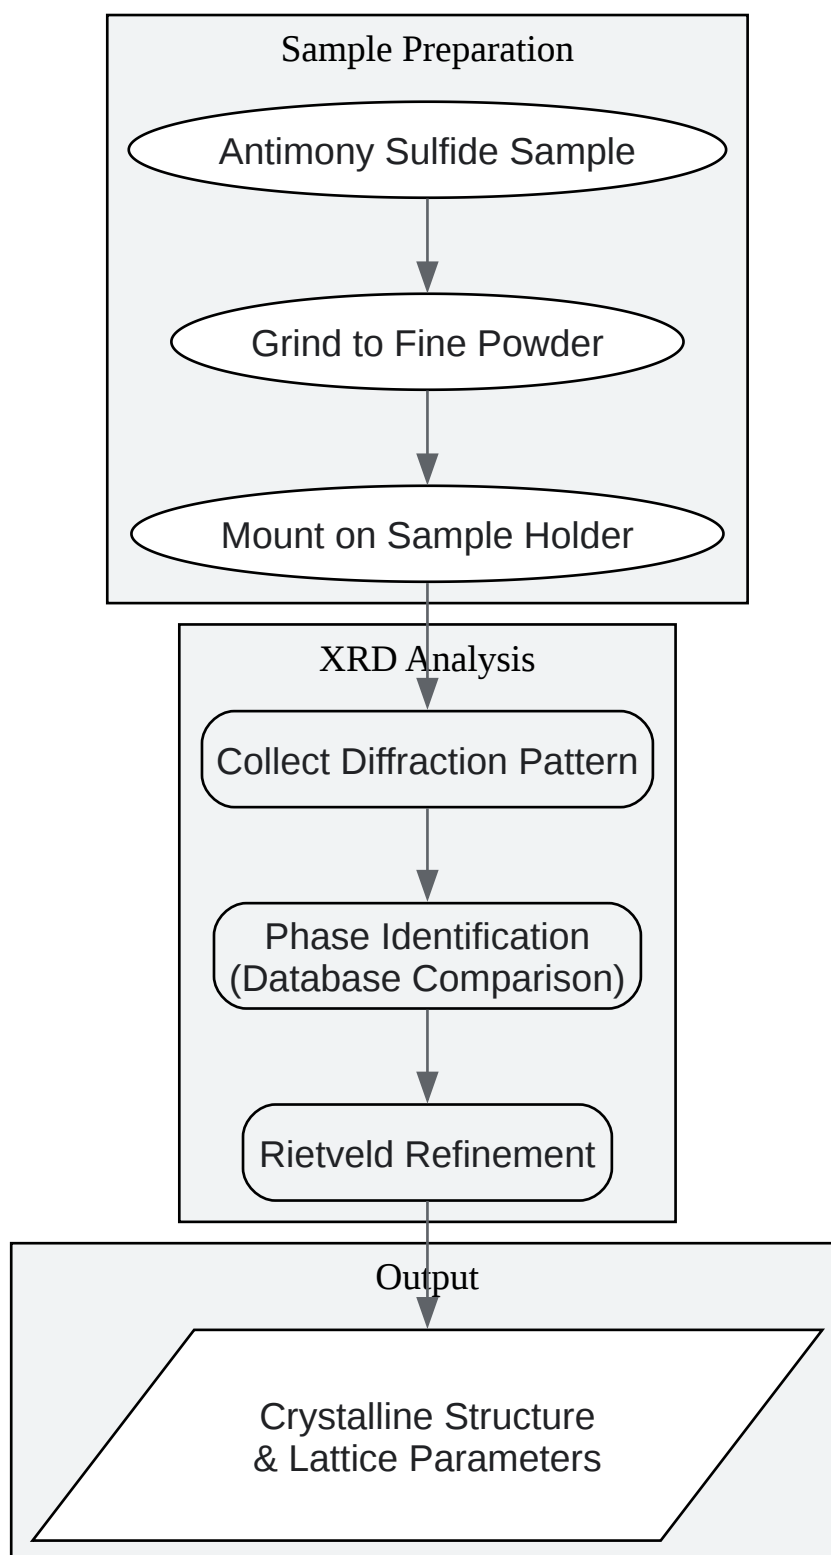 Sample Preparation
Antimony Sulfide Sample
Grind to Fine Powder
Mount on Sample Holder
XRD Analysis
Collect Diffraction Pattern
Phase Identification
(Database Comparison)
Rietveld Refinement
Output
Crystalline Structure
& Lattice Parameters